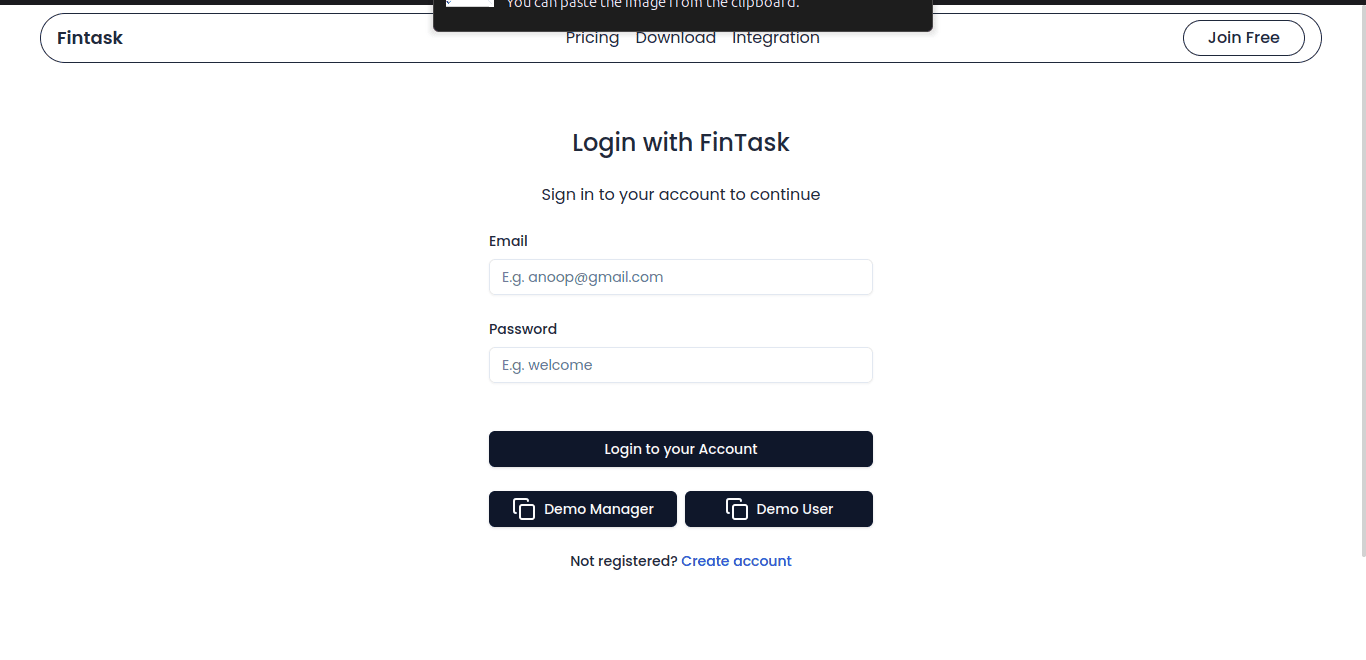 You can paste the image from the clipboard.
Fintask
Pricing Download Integration
Join Free
Login with FinTask
Sign in to your account to continue
Email
E.g. anoop@gmail.com
Password
E.g. welcome
Login to your Account
Demo Manager
Demo User
Not registered? Create account